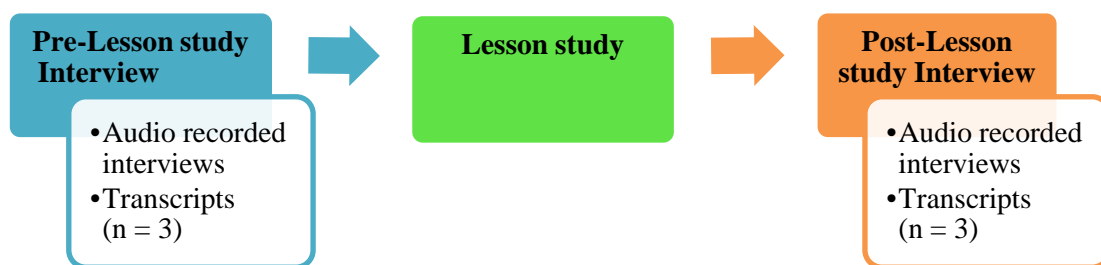 Pre-Lesson study
Interview
•Audio recorded
interviews
•Transcripts
(n = 3)
Lesson study
Post-Lesson
study Interview
•Audio recorded
interviews
•Transcripts
(n = 3)